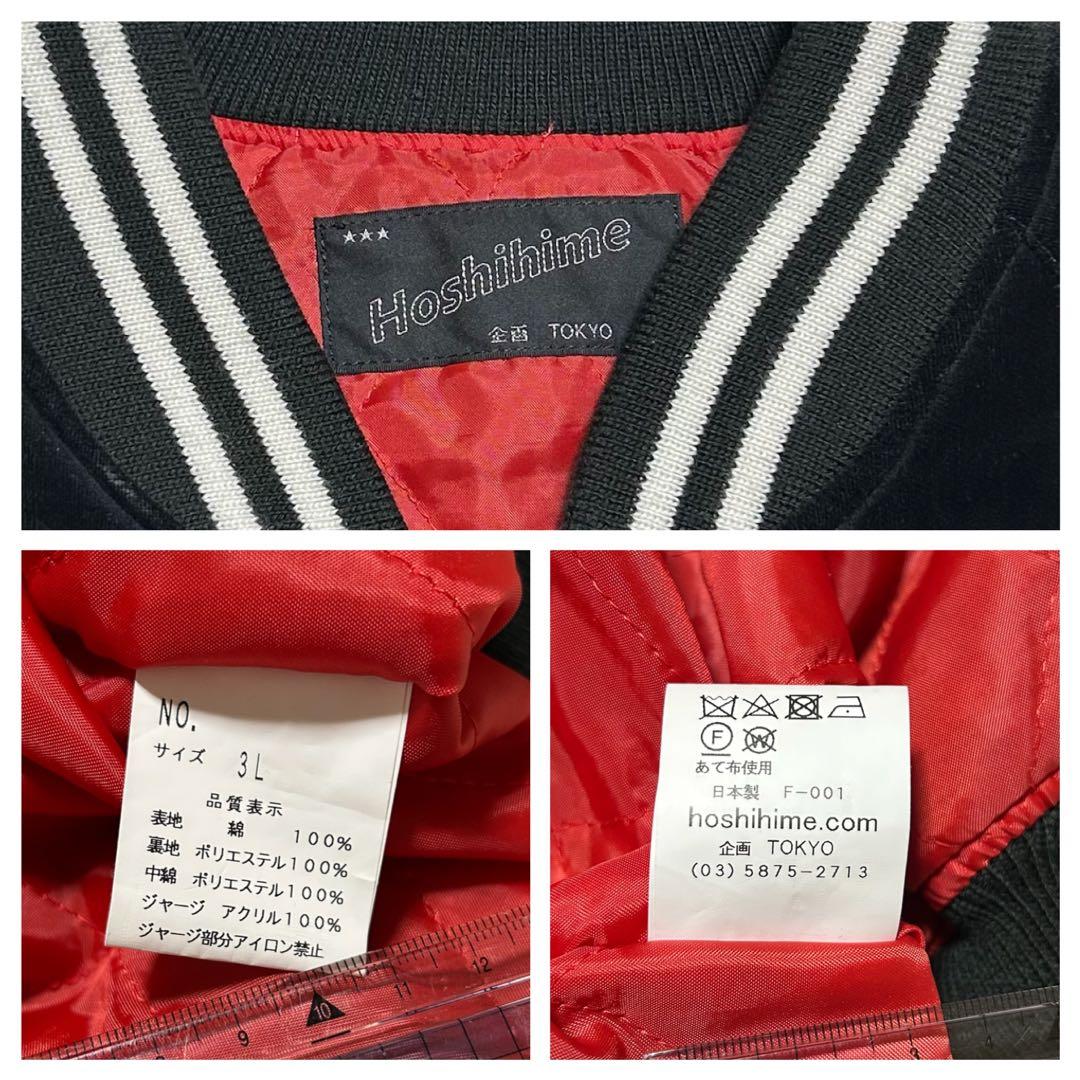 ★★★
Hoshihime
企画 TOKYO
NO.
サイズ 3L
品質表示
表地 綿 100%
裏地 ポリエステル100%
中綿 ポリエステル100%
ジャージ アクリル100%
ジャージ部分アイロン禁止
9 10 11 12
F W
あて布使用
日本製 F-001
hoshihime.com
企画 TOKYO
(03) 5875-2713
3